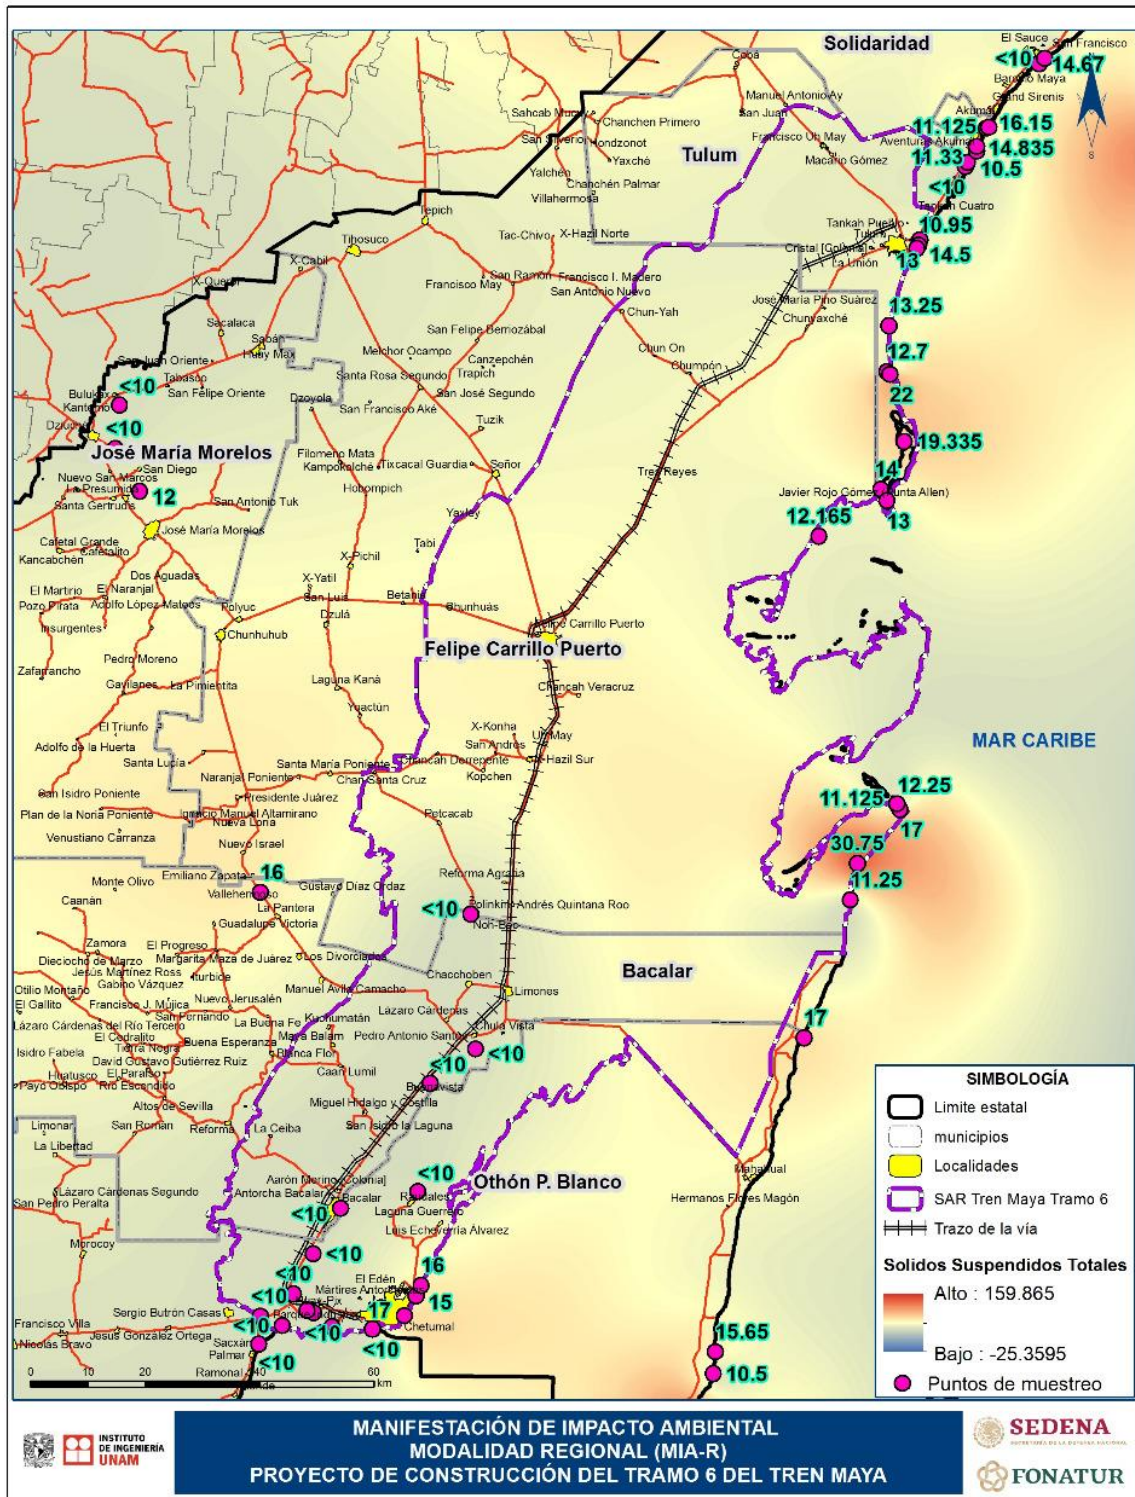 Solidaridad
El Sauce
San Francisco
<10
14.67
Cobá
Grand Sirenis
Manuel Antonio Ay
San Juan
Akumal
Sahcab Mucuy
Chanchen Primero
11.125
16.15
Francisco Uh May
Aventuras Akumal
14.835
San Silverio
Hondzonot
Tulum
Macario Gómez
11.33
10.5
Yaxché
Yalchén
Chanchén Palmar
<10
Villahermosa
Tankah Cuatro
Tepich
Tankah Pueblo
10.95
Tihosuco
Tac-Chivo
X-Hazil Norte
Tulum
Cristal [Colonia]
14.5
La Unión
13
X-Cabil
X-Querol
San Ramón
Francisco I. Madero
Francisco May
San Antonio Nuevo
José María Pino Suárez
13.25
Chun-Yah
Chunyaxché
Sacalaca
San Felipe Berriozábal
Sabán
Huay Max
Melchor Ocampo
Chun On
San Juan Oriente
Canzepchén
Trapich
Chumpón
12.7
Tabasco
Santa Rosa Segundo
<10
San Felipe Oriente
San José Segundo
22
Bulukax
Kantemó
Dzoyola
San Francisco Aké
Tuzik
<10
Dziuché
19.335
José María Morelos
Filomeno Mata
Kampokolché
Tixcacal Guardia
Señor
San Diego
Tres Reyes
Nuevo San Marcos
La Presumida
12
Hobompich
14
Santa Gertrudis
San Antonio Tuk
Javier Rojo Gómez (Punta Allen)
13
Yaxley
12.165
José María Morelos
Cafetal Grande
Cafetalito
Tabi
Kancabchén
X-Pichil
Dos Aguadas
X-Yatil
El Martirio
El Naranjal
San Luis
Betania
Pozo Pirata
Adolfo López Mateos
Chunhuás
Polyuc
Dzulá
Felipe Carrillo Puerto
Insurgentes
Chunhuhub
Felipe Carrillo Puerto
Pedro Moreno
Zafarrancho
Laguna Kaná
Chancah Veracruz
Gavilanes
La Pimientita
Yoactún
El Triunfo
X-Konha
Uh May
Adolfo de la Huerta
San Andrés
MAR CARIBE
Santa Lucía
Santa María Poniente
Chancah Derrepente
X-Hazil Sur
Naranjal Poniente
Chan Santa Cruz
Kopchen
San Isidro Poniente
Presidente Juárez
12.25
11.125
Plan de la Noria Poniente
Ignacio Manuel Altamirano
Petcacab
17
Nueva Loria
Venustiano Carranza
Nuevo Israel
30.75
16
Emiliano Zapata
Reforma Agraria
11.25
Monte Olivo
Vallehermoso
Gustavo Díaz Ordaz
Caanán
La Pantera
<10
Polinkín
Andrés Quintana Roo
Guadalupe Victoria
Noh-Bec
Zamora
El Progreso
Dieciocho de Marzo
Margarita Maza de Juárez
Los Divorciados
Bacalar
Jesús Martínez Ross
Iturbide
Chacchoben
Gabino Vázquez
Manuel Ávila Camacho
Otilio Montaño
Nuevo Jerusalén
Limones
El Gallito
Francisco J. Mújica
San Fernando
Kuchumatán
Lázaro Cárdenas
Lázaro Cárdenas del Río Tercero
La Buena Fe
Chula Vista
17
El Cedralito
Maya Balam
Pedro Antonio Santos
Isidro Fabela
Tierra Negra
Buena Esperanza
Blanca Flor
<10
David Gustavo Gutiérrez Ruiz
Caan Lumil
<10
Huatusco
El Paraíso
Payo Obispo
Río Escondido
Buenavista
Altos de Sevilla
Miguel Hidalgo y Costilla
Limonar
San Román
Reforma
La Ceiba
San Isidro la Laguna
La Libertad
Mahahual
Aarón Merino [Colonia]
<10
Othón P. Blanco
Lázaro Cárdenas Segundo
Antorcha Bacalar
Bacalar
Raudales
Hermanos Flores Magón
San Pedro Peralta
<10
Laguna Guerrero
Luis Echeverría Álvarez
Morocoy
<10
<10
El Edén
16
15
Sergio Butrón Casas
17
Francisco Villa
Jesús González Ortega
<10
Chetumal
Nicolás Bravo
Sacxán
<10
15.65
Palmar
<10
10.5
Ramonal
0 10 20 40 60
km
S
SIMBOLOGÍA
Limite estatal
municipios
Localidades
SAR Tren Maya Tramo 6
Trazo de la vía
Solidos Suspendidos Totales
Alto : 159.865
Bajo : -25.3595
Puntos de muestreo
INSTITUTO
DE INGENIERÍA
UNAM
MANIFESTACIÓN DE IMPACTO AMBIENTAL
MODALIDAD REGIONAL (MIA-R)
PROYECTO DE CONSTRUCCIÓN DEL TRAMO 6 DEL TREN MAYA
SEDENA
SECRETARÍA DE LA DEFENSA NACIONAL
FONATUR